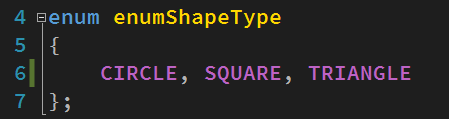 4 enum enumShapeType
5 {
6     CIRCLE, SQUARE, TRIANGLE
7 };